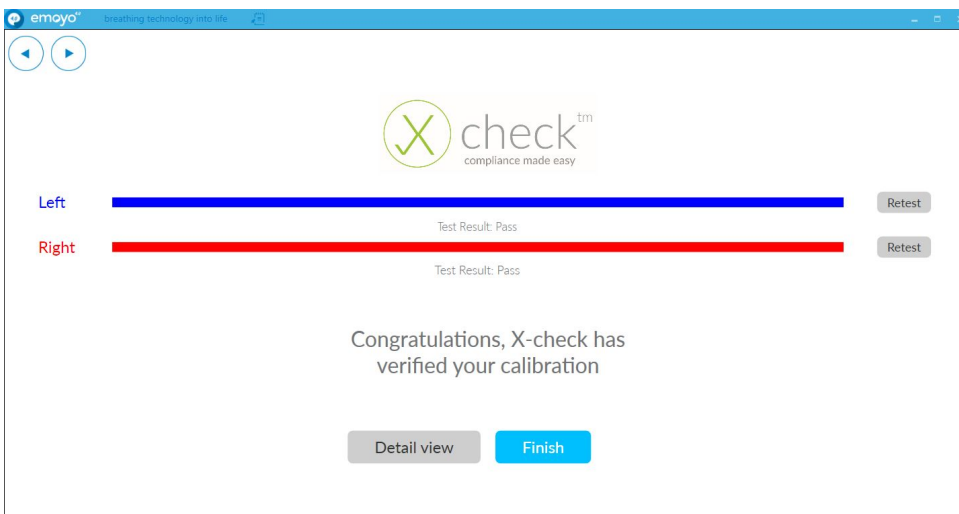 emoyo
breathing technology into life
X check tm
compliance made easy
Left
Retest
Test Result: Pass
Right
Retest
Test Result: Pass
Congratulations, X-check has
verified your calibration
Detail view
Finish